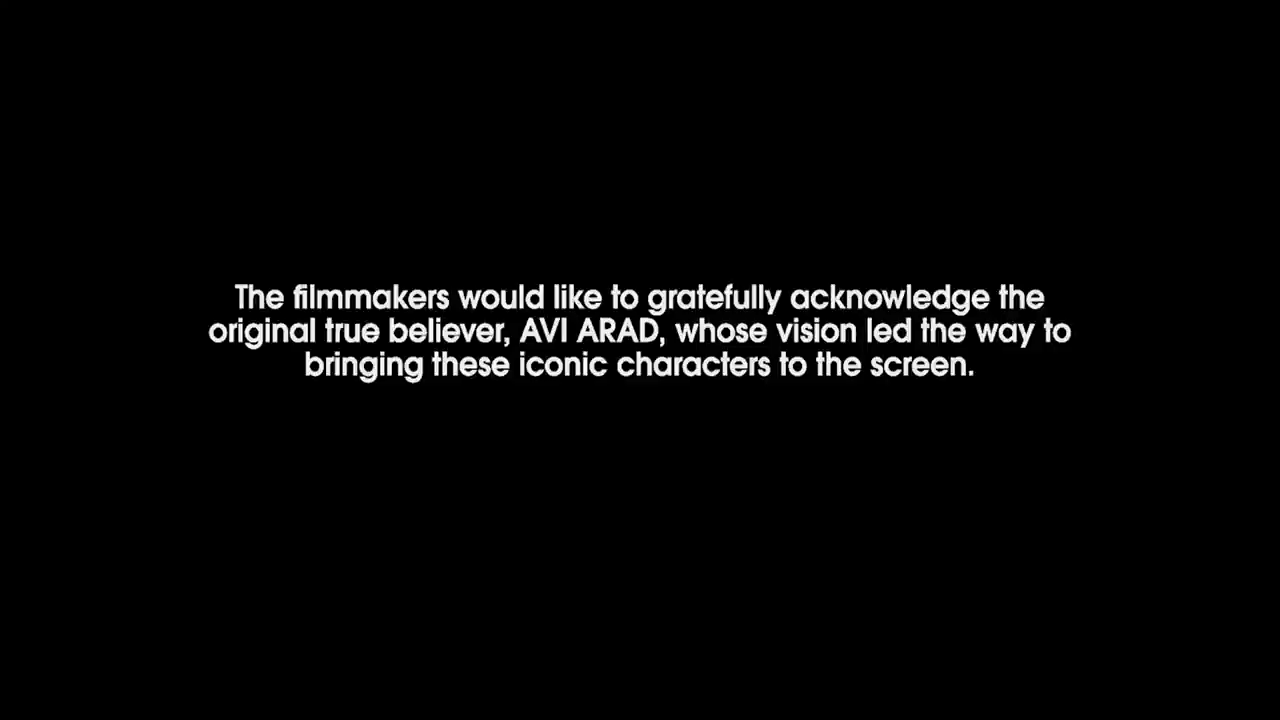 The filmmakers would like to gratefully acknowledge the
original true believer, AVI ARAD, whose vision led the way to
bringing these iconic characters to the screen.